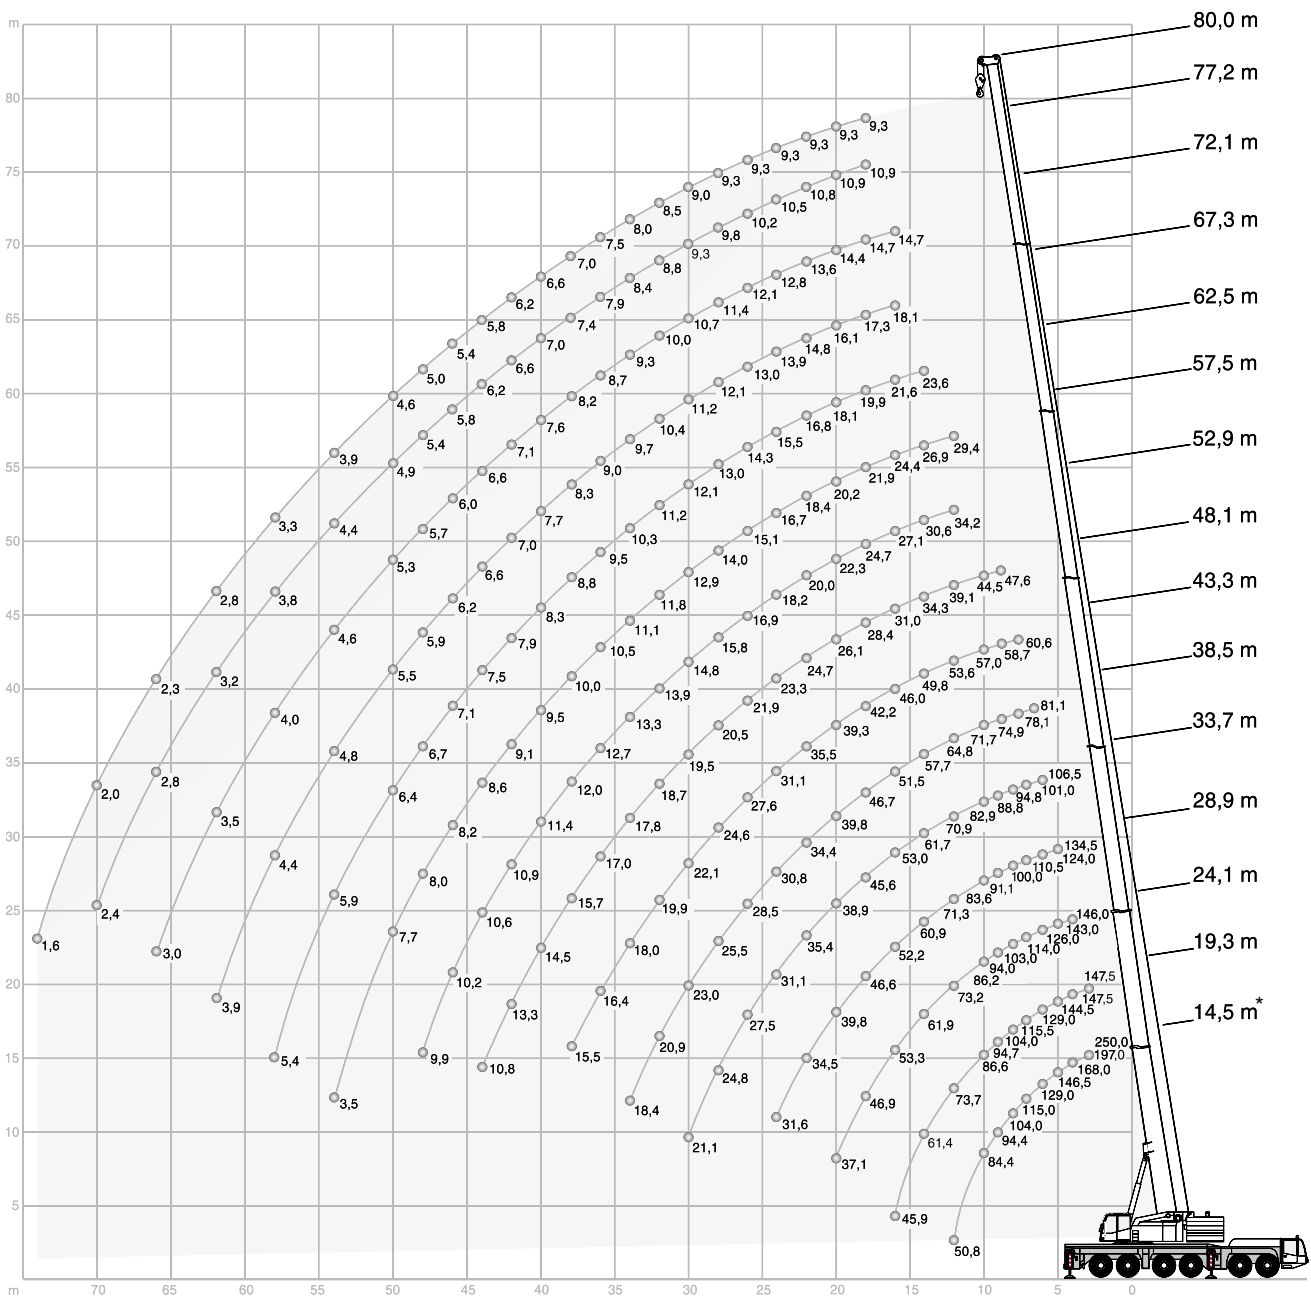 m
80,0 m
77,2 m
72,1 m
67,3 m
62,5 m
57,5 m
52,9 m
48,1 m
43,3 m
38,5 m
33,7 m
28,9 m
24,1 m
19,3 m
14,5 m*
80
75
70
65
60
55
50
45
40
35
30
25
20
15
10
5
9,3 9,3 9,3 9,3 9,3 9,3 9,0 8,5 8,0 7,5 7,0 6,6 6,2 5,8 5,4 5,0 4,6 3,9 3,3 2,8 2,3 2,0 1,6
10,9 10,9 10,8 10,5 10,2 9,8 9,3 8,8 8,4 7,9 7,4 7,0 6,6 6,2 5,8 5,4 4,9 4,4 3,8 3,2 2,8 2,4
14,7 14,7 14,4 13,6 12,8 12,1 11,4 10,7 10,0 9,3 8,7 8,2 7,6 7,1 6,6 6,0 5,7 5,3 4,6 4,0 3,5 3,0
18,1 17,3 16,1 14,8 13,9 13,0 12,1 11,2 10,4 9,7 9,0 8,3 7,7 7,0 6,6 6,2 5,9 5,5 4,8 4,4 3,9
23,6 21,6 19,9 18,1 16,8 15,5 14,3 13,0 12,1 11,2 10,3 9,5 8,8 8,3 7,9 7,5 7,1 6,7 6,4 5,9 5,4
29,4 26,9 24,4 21,9 20,2 18,4 16,7 15,1 14,0 12,9 11,8 11,1 10,5 10,0 9,5 9,1 8,6 8,2 8,0 7,7 3,5
34,2 30,6 27,1 24,7 22,3 20,0 18,2 16,9 15,8 14,8 13,9 13,3 12,7 12,0 11,4 10,9 10,6 10,2 9,9
47,6 44,5 39,1 34,3 31,0 28,4 26,1 24,7 23,3 21,9 20,5 19,5 18,7 17,8 17,0 15,7 14,5 13,3 10,8
60,6 58,7 57,0 53,6 49,8 46,0 42,2 39,3 35,5 31,1 27,6 24,6 22,1 19,9 18,0 16,4 15,5
81,1 78,1 74,9 71,7 64,8 57,7 51,5 46,7 39,8 34,4 30,8 28,5 25,5 23,0 20,9 18,4
106,5 101,0 94,8 88,8 82,9 70,9 61,7 53,0 45,6 38,9 35,4 31,1 27,5 24,8 21,1
134,5 124,0 110,5 100,0 91,1 83,6 71,3 60,9 52,2 46,6 39,8 34,5 31,6
146,0 143,0 126,0 114,0 103,0 94,0 86,2 73,2 61,9 53,3 46,9 37,1
147,5 147,5 144,5 129,0 115,5 104,0 94,7 86,6 73,7 61,4 45,9
250,0 197,0 168,0 146,5 129,0 115,0 104,0 94,4 84,4 50,8
m 70 65 60 55 50 45 40 35 30 25 20 15 10 5 0